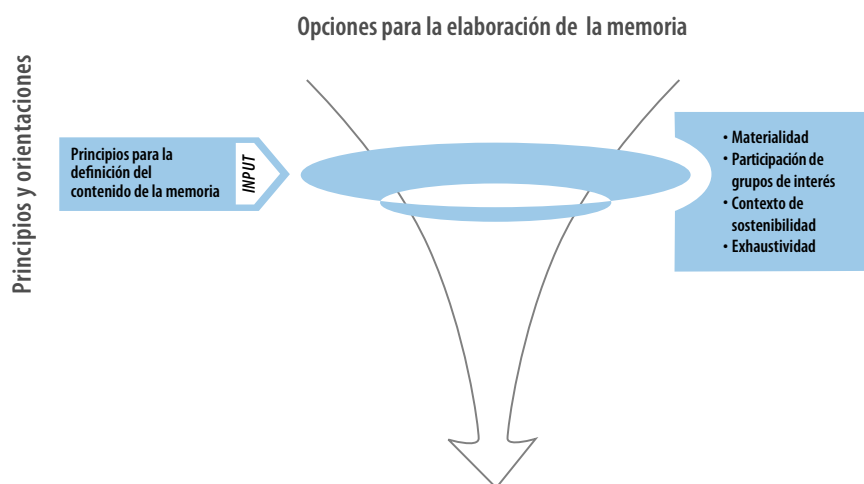 Opciones para la elaboración de la memoria
Principios y orientaciones
Principios para la
definición del
contenido de la memoria
INPUT
• Materialidad
• Participación de
grupos de interés
• Contexto de
sostenibilidad
• Exhaustividad